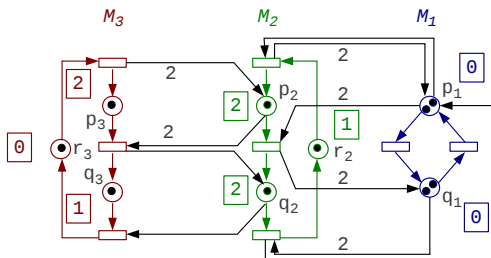 M₃ M₂ M₁
2 2 2 0
2 p₃ 2 p₂ 2 p₁
0 r₃ 2 1 r₂
q₃ 2 q₂ 2 q₁
1 2 0